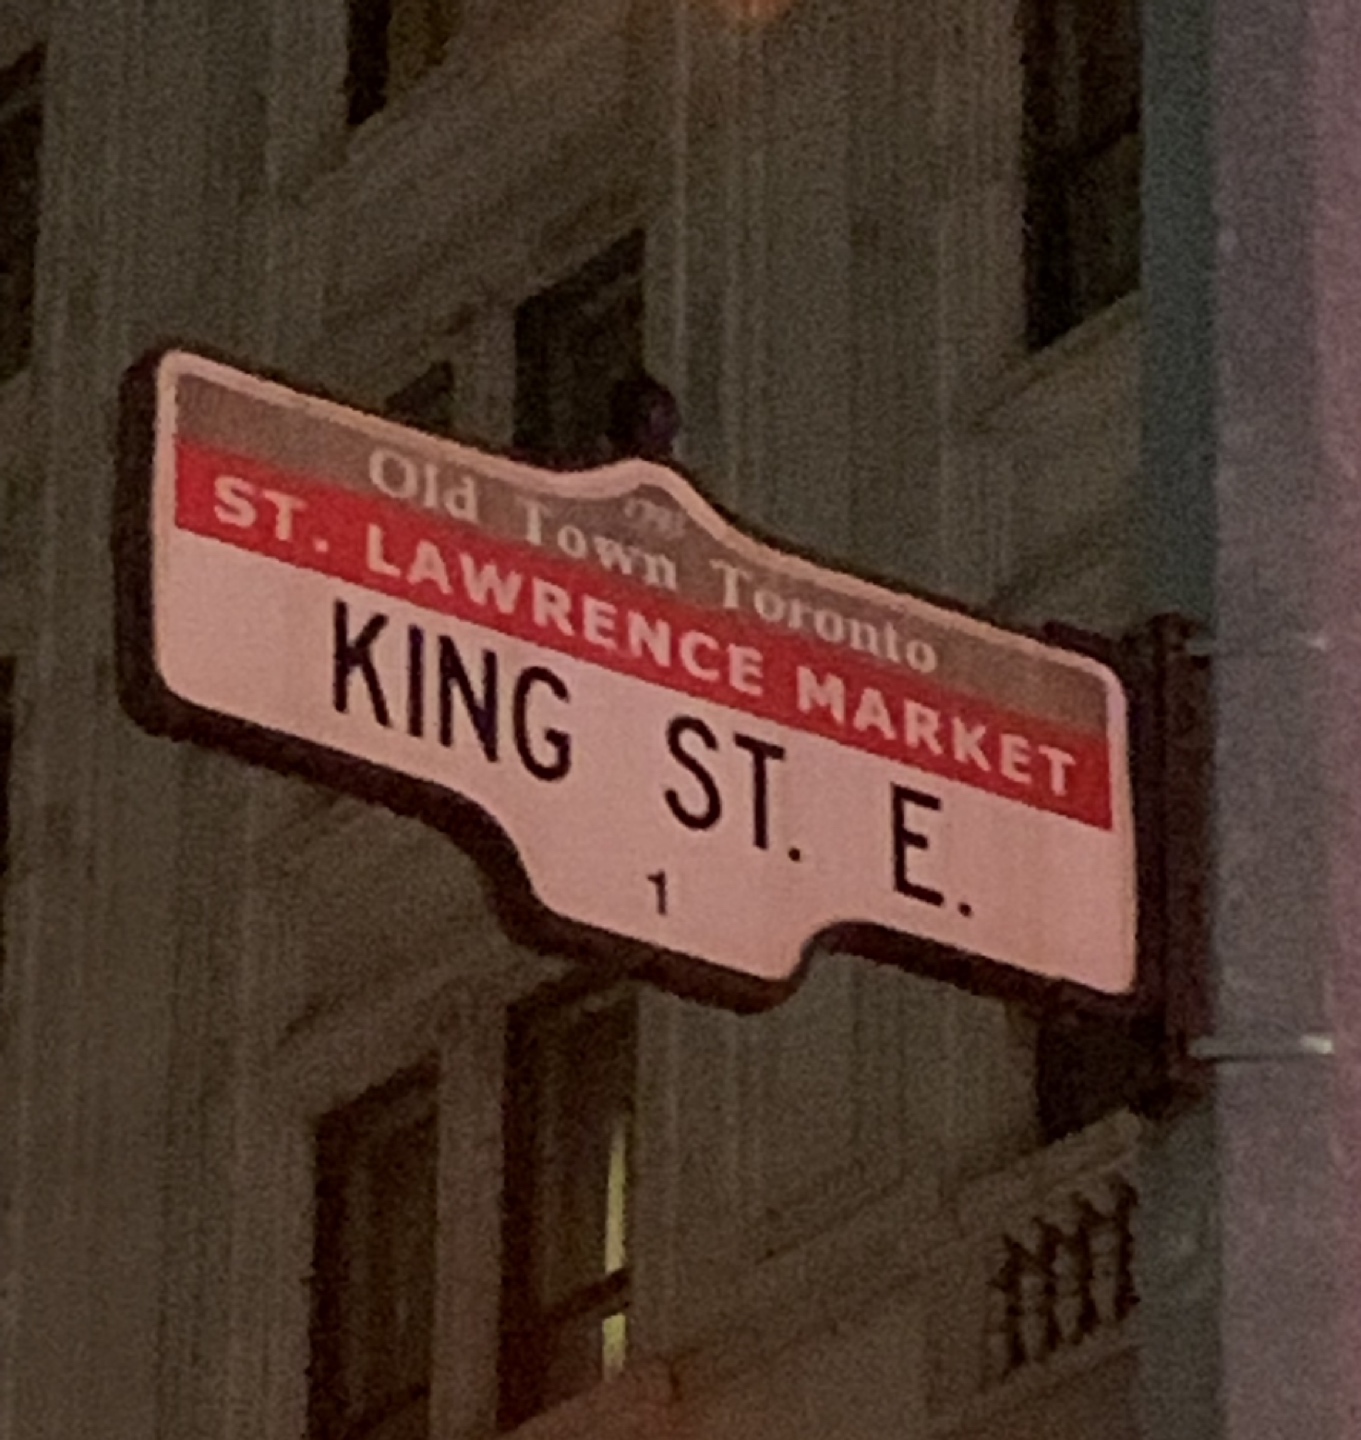 Old Town Toronto
ST. LAWRENCE MARKET
KING ST. E.
1